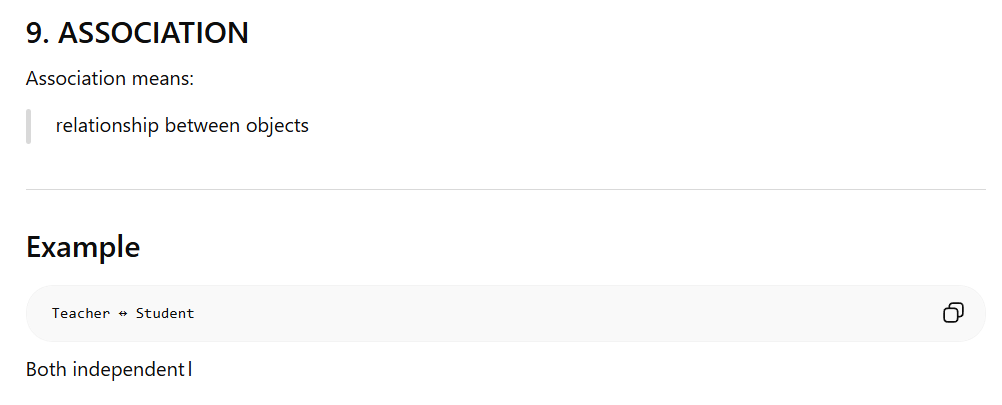 9. ASSOCIATION
Association means:
relationship between objects
Example
Teacher ↔ Student
Both independent